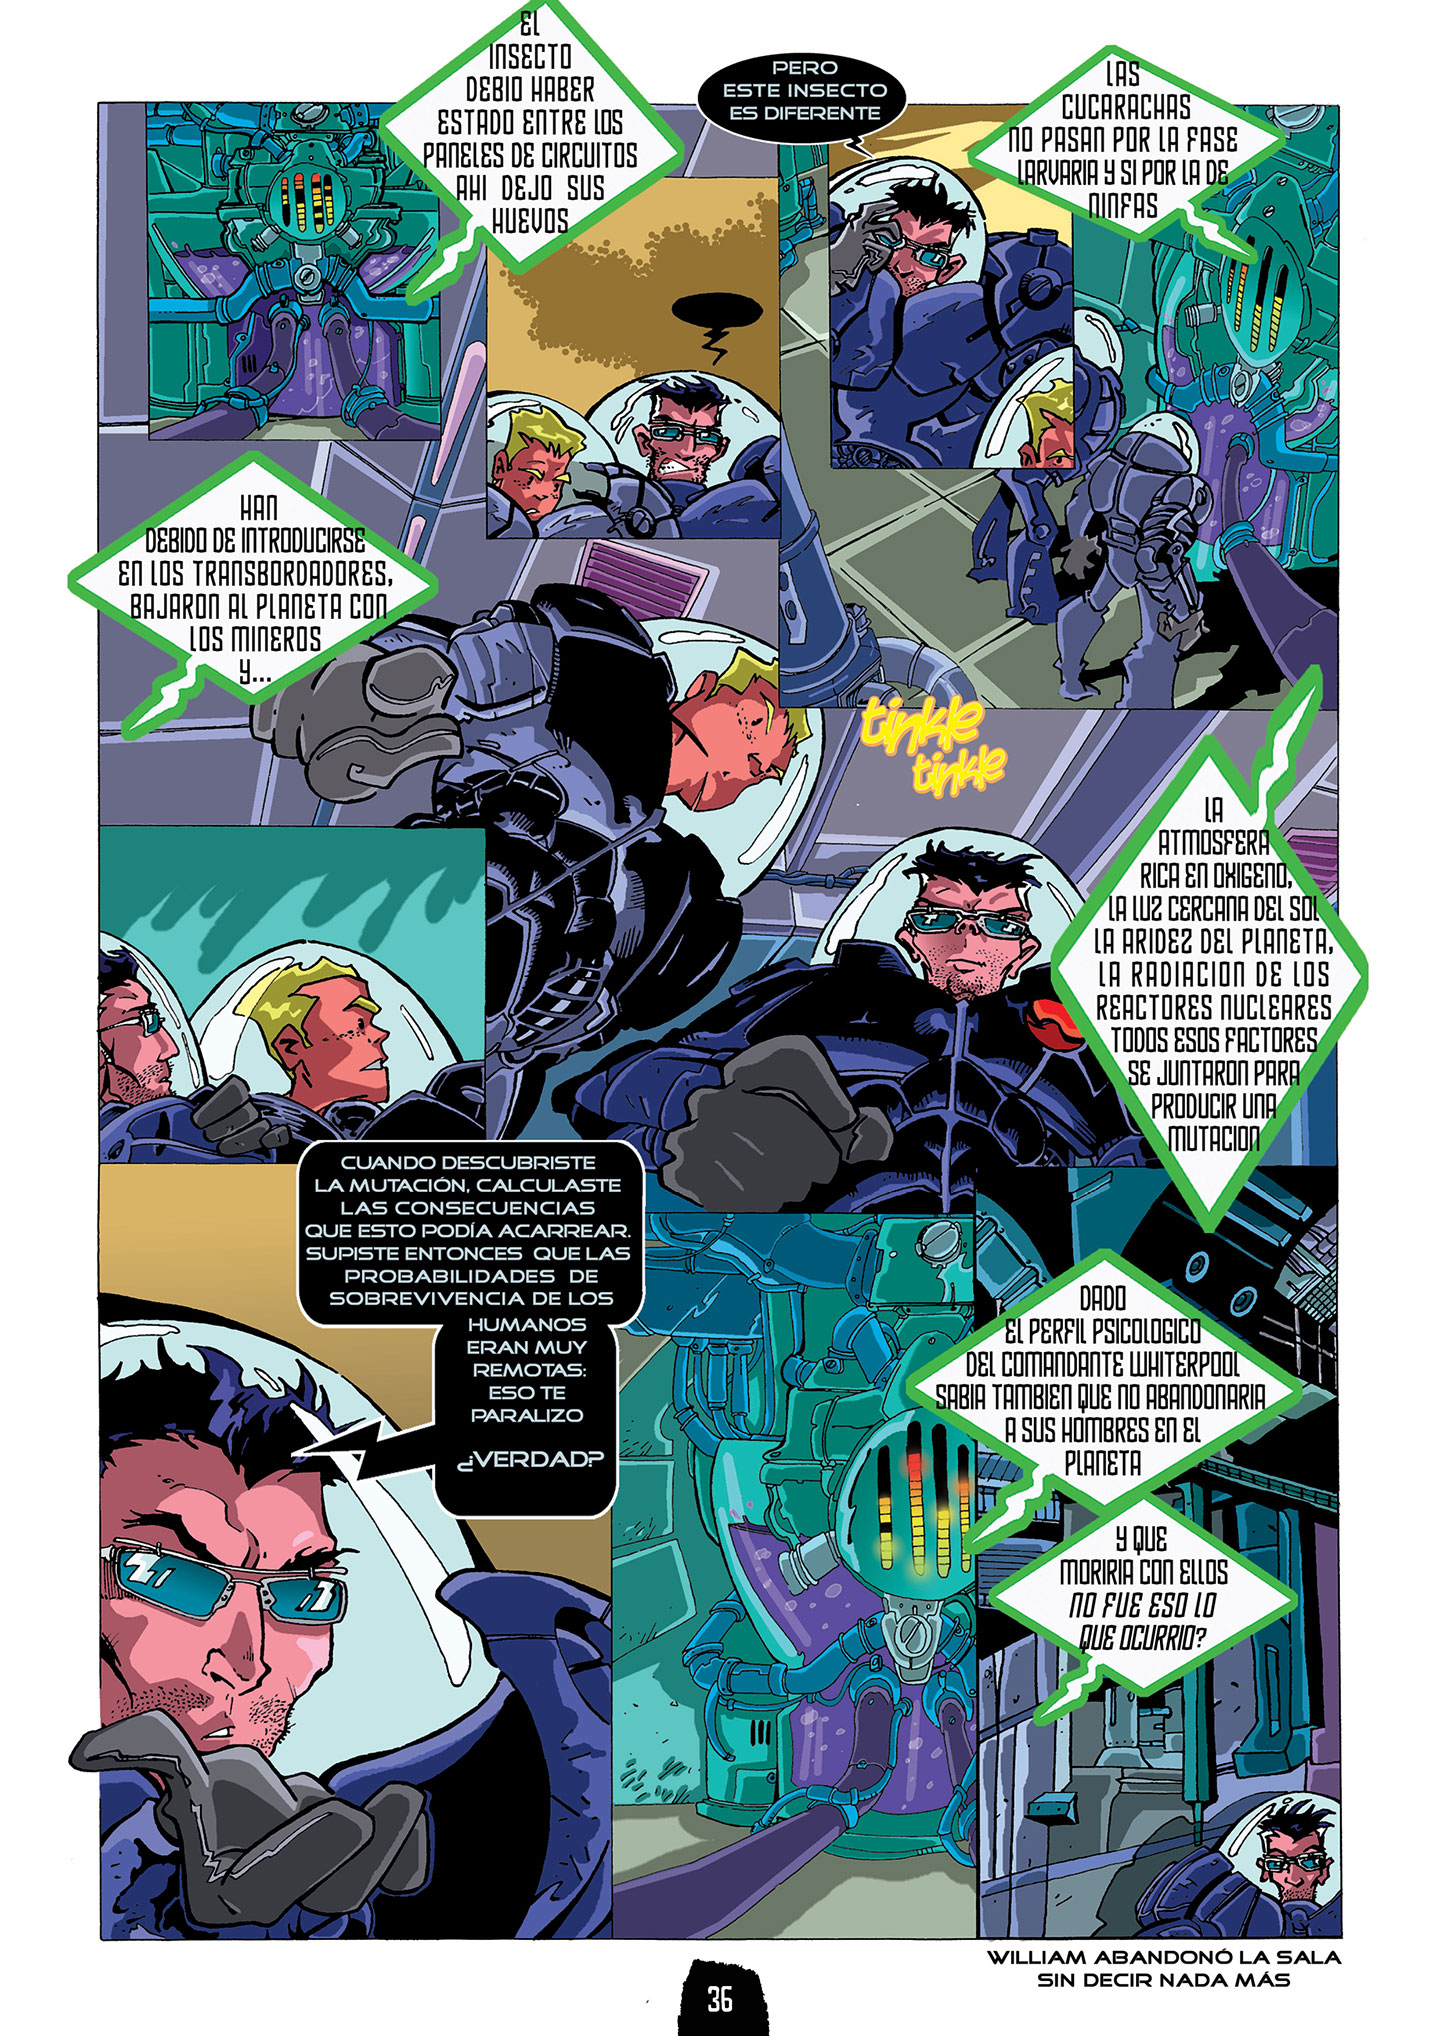 EL
INSECTO
DEBIO HABER
ESTADO ENTRE LOS
PANELES DE CIRCUITOS
AHI DEJO SUS
HUEVOS
PERO
ESTE INSECTO
ES DIFERENTE
LAS
CUCARACHAS
NO PASAN POR LA FASE
LARVARIA Y SI POR LA DE
NINFAS
HAN
DEBIDO DE INTRODUCIRSE
EN LOS TRANSBORDADORES,
BAJARON AL PLANETA CON
LOS MINEROS
Y...
tinkle
tinkle
LA
ATMOSFERA
RICA EN OXIGENO,
LA LUZ CERCANA DEL SOL
LA ARIDEZ DEL PLANETA,
LA RADIACION DE LOS
REACTORES NUCLEARES
TODOS ESOS FACTORES
SE JUNTARON PARA
PRODUCIR UNA
MUTACION
CUANDO DESCUBRISTE
LA MUTACIÓN, CALCULASTE
LAS CONSECUENCIAS
QUE ESTO PODÍA ACARREAR.
SUPISTE ENTONCES QUE LAS
PROBABILIDADES DE
SOBREVIVENCIA DE LOS
HUMANOS
ERAN MUY
REMOTAS:
ESO TE
PARALIZO
¿VERDAD?
DADO
EL PERFIL PSICOLOGICO
DEL COMANDANTE WHITERPOOL
SABIA TAMBIEN QUE NO ABANDONARIA
A SUS HOMBRES EN EL
PLANETA
Y QUE
MORIRIA CON ELLOS
NO FUE ESO LO
QUE OCURRIO?
WILLIAM ABANDONÓ LA SALA
SIN DECIR NADA MÁS
36